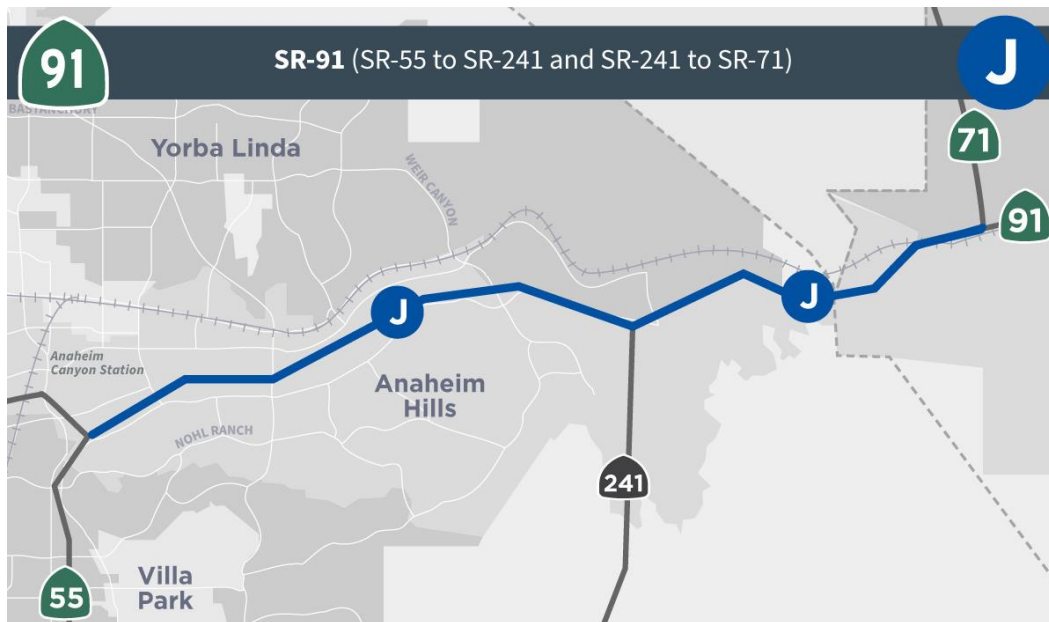 91
SR-91 (SR-55 to SR-241 and SR-241 to SR-71)
J
BASTANCHURY
Yorba Linda
WEIR CANYON
71
91
J
J
Anaheim
Canyon Station
Anaheim
Hills
NOHL RANCH
241
Villa
Park
55